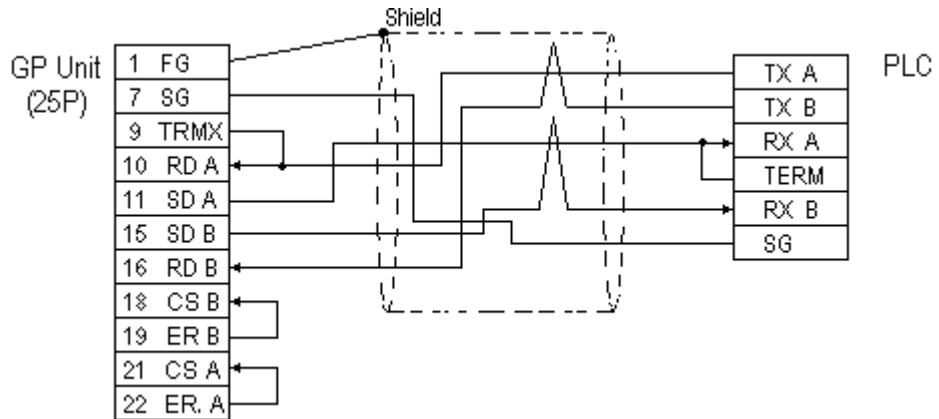 Shield
GP Unit
(25P)
1 FG
7 SG
9 TRMX
10 RD A
11 SD A
15 SD B
16 RD B
18 CS B
19 ER B
21 CS A
22 ER. A
TX A
TX B
RX A
TERM
RX B
SG
PLC